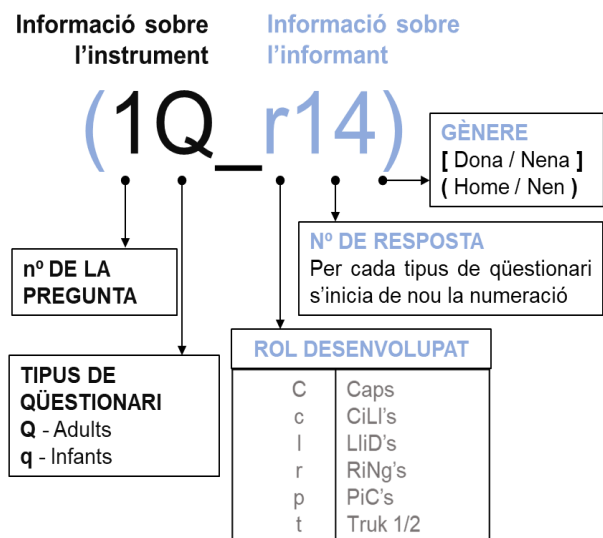 Informació sobre
l'instrument
Informació sobre
l'informant
(1Q_r14)
GÈNERE
[ Dona / Nena ]
( Home / Nen )
nº DE LA
PREGUNTA
Nº DE RESPOSTA
Per cada tipus de qüestionari
s'inicia de nou la numeració
TIPUS DE
QÜESTIONARI
Q - Adults
q - Infants
ROL DESENVOLUPAT
C Caps
c CiLl's
l LliD's
r RiNg's
p PiC's
t Truk 1/2